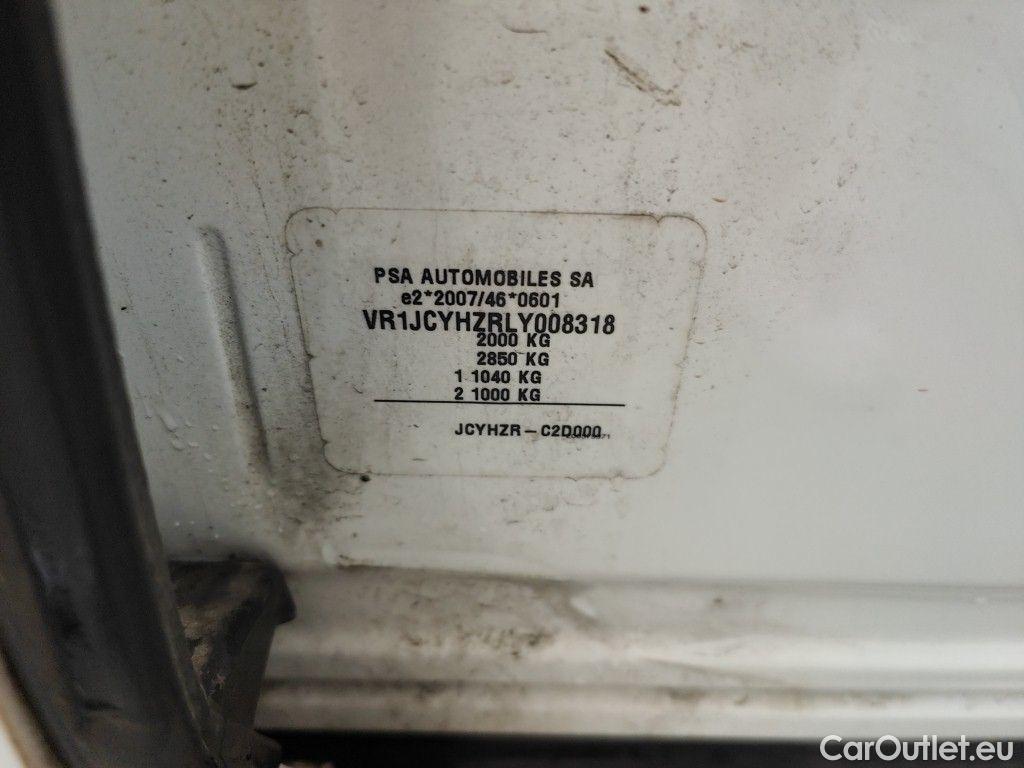 PSA AUTOMOBILES SA
e2*2007/46*0601
VR1JCYHZRLY008318
2000 KG
2850 KG
1 1040 KG
2 1000 KG
JCYHZR – C2D000
CarOutlet.eu